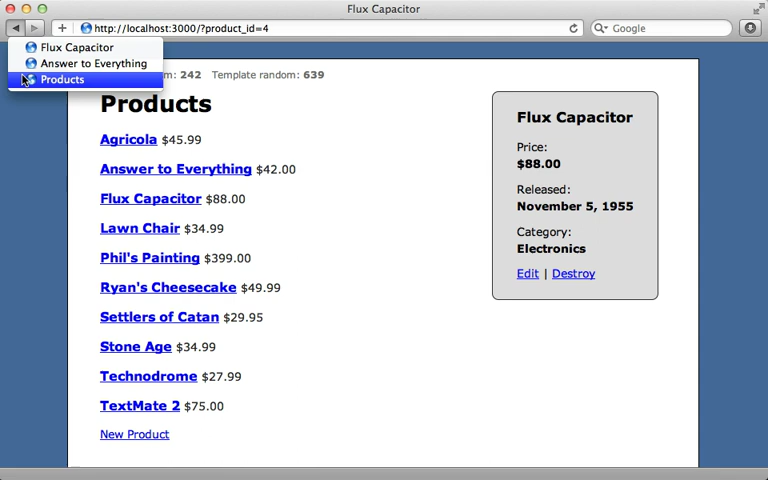 Flux Capacitor
http://localhost:3000/?product_id=4
Google
Flux Capacitor
Answer to Everything
Products
m: 242 Template random: 639
Products
Agricola $45.99
Answer to Everything $42.00
Flux Capacitor $88.00
Lawn Chair $34.99
Phil's Painting $399.00
Ryan's Cheesecake $49.99
Settlers of Catan $29.95
Stone Age $34.99
Technodrome $27.99
TextMate 2 $75.00
New Product
Flux Capacitor
Price:
$88.00
Released:
November 5, 1955
Category:
Electronics
Edit | Destroy